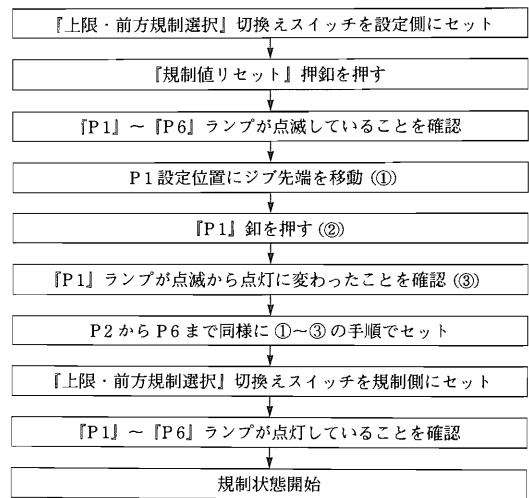 『上限・前方規制選択』切換えスイッチを設定側にセット
『規制値リセット』押釦を押す
『P1』～『P6』ランプが点滅していることを確認
P1設定位置にジブ先端を移動(①)
『P1』釦を押す(②)
『P1』ランプが点滅から点灯に変わったことを確認(③)
P2からP6まで同様に①～③の手順でセット
『上限・前方規制選択』切換えスイッチを規制側にセット
『P1』～『P6』ランプが点灯していることを確認
規制状態開始